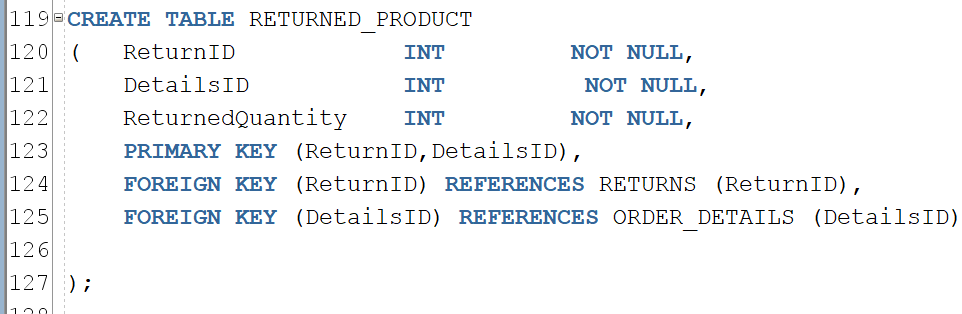 119 CREATE TABLE RETURNED_PRODUCT
120 ( ReturnID INT NOT NULL,
121 DetailsID INT NOT NULL,
122 ReturnedQuantity INT NOT NULL,
123 PRIMARY KEY (ReturnID,DetailsID),
124 FOREIGN KEY (ReturnID) REFERENCES RETURNS (ReturnID),
125 FOREIGN KEY (DetailsID) REFERENCES ORDER_DETAILS (DetailsID)
126
127 );